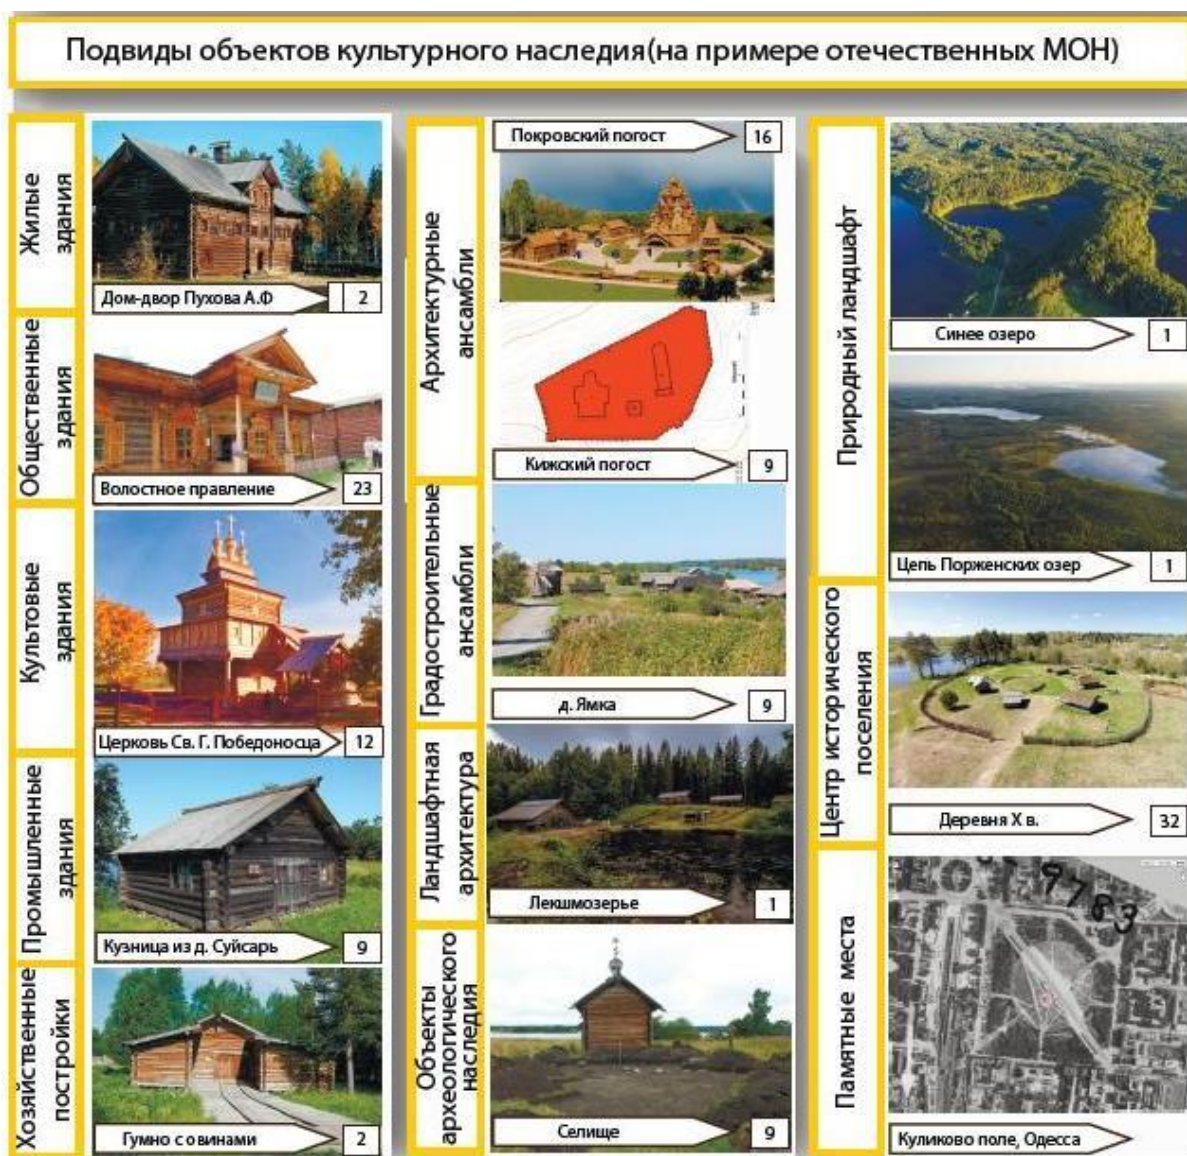 Подвиды объектов культурного наследия(на примере отечественных МОН)
Жилые
здания
Дом-двор Пухова А.Ф
2
Общественные
здания
Волостное правление
23
Культовые
здания
Церковь Св. Г. Победоносца
12
Промышленные
здания
Кузница из д. Суйсарь
9
Хозяйственные
постройки
Гумно с овинами
2
Архитектурные
ансамбли
Покровский погост
16
Кижский погост
9
Градостроительные
ансамбли
д. Ямка
9
Ландшафтная
архитектура
Лекшмозерье
1
Объекты
археологического
наследия
Селище
9
Природный ландшафт
Синее озеро
1
Цепь Порженских озер
1
Центр исторического
поселения
Деревня X в.
32
Памятные места
9783
Куликово поле, Одесса